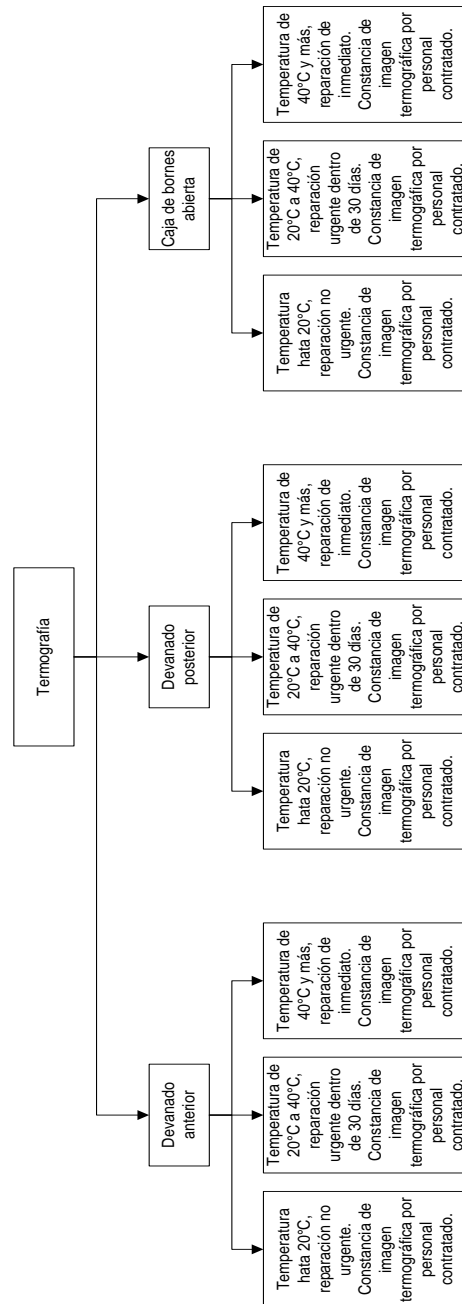 Termografía
Devanado
anterior
Devanado
posterior
Caja de bornes
abierta
Temperatura
hata 20°C,
reparación no
urgente.
Constancia de
imagen
termográfica por
personal
contratado.
Temperatura de
20°C a 40°C,
reparación
urgente dentro
de 30 días.
Constancia de
imagen
termográfica por
personal
contratado.
Temperatura de
40°C y más,
reparación de
inmediato.
Constancia de
imagen
termográfica por
personal
contratado.
Temperatura
hata 20°C,
reparación no
urgente.
Constancia de
imagen
termográfica por
personal
contratado.
Temperatura de
20°C a 40°C,
reparación
urgente dentro
de 30 días.
Constancia de
imagen
termográfica por
personal
contratado.
Temperatura de
40°C y más,
reparación de
inmediato.
Constancia de
imagen
termográfica por
personal
contratado.
Temperatura
hata 20°C,
reparación no
urgente.
Constancia de
imagen
termográfica por
personal
contratado.
Temperatura de
20°C a 40°C,
reparación
urgente dentro
de 30 días.
Constancia de
imagen
termográfica por
personal
contratado.
Temperatura de
40°C y más,
reparación de
inmediato.
Constancia de
imagen
termográfica por
personal
contratado.